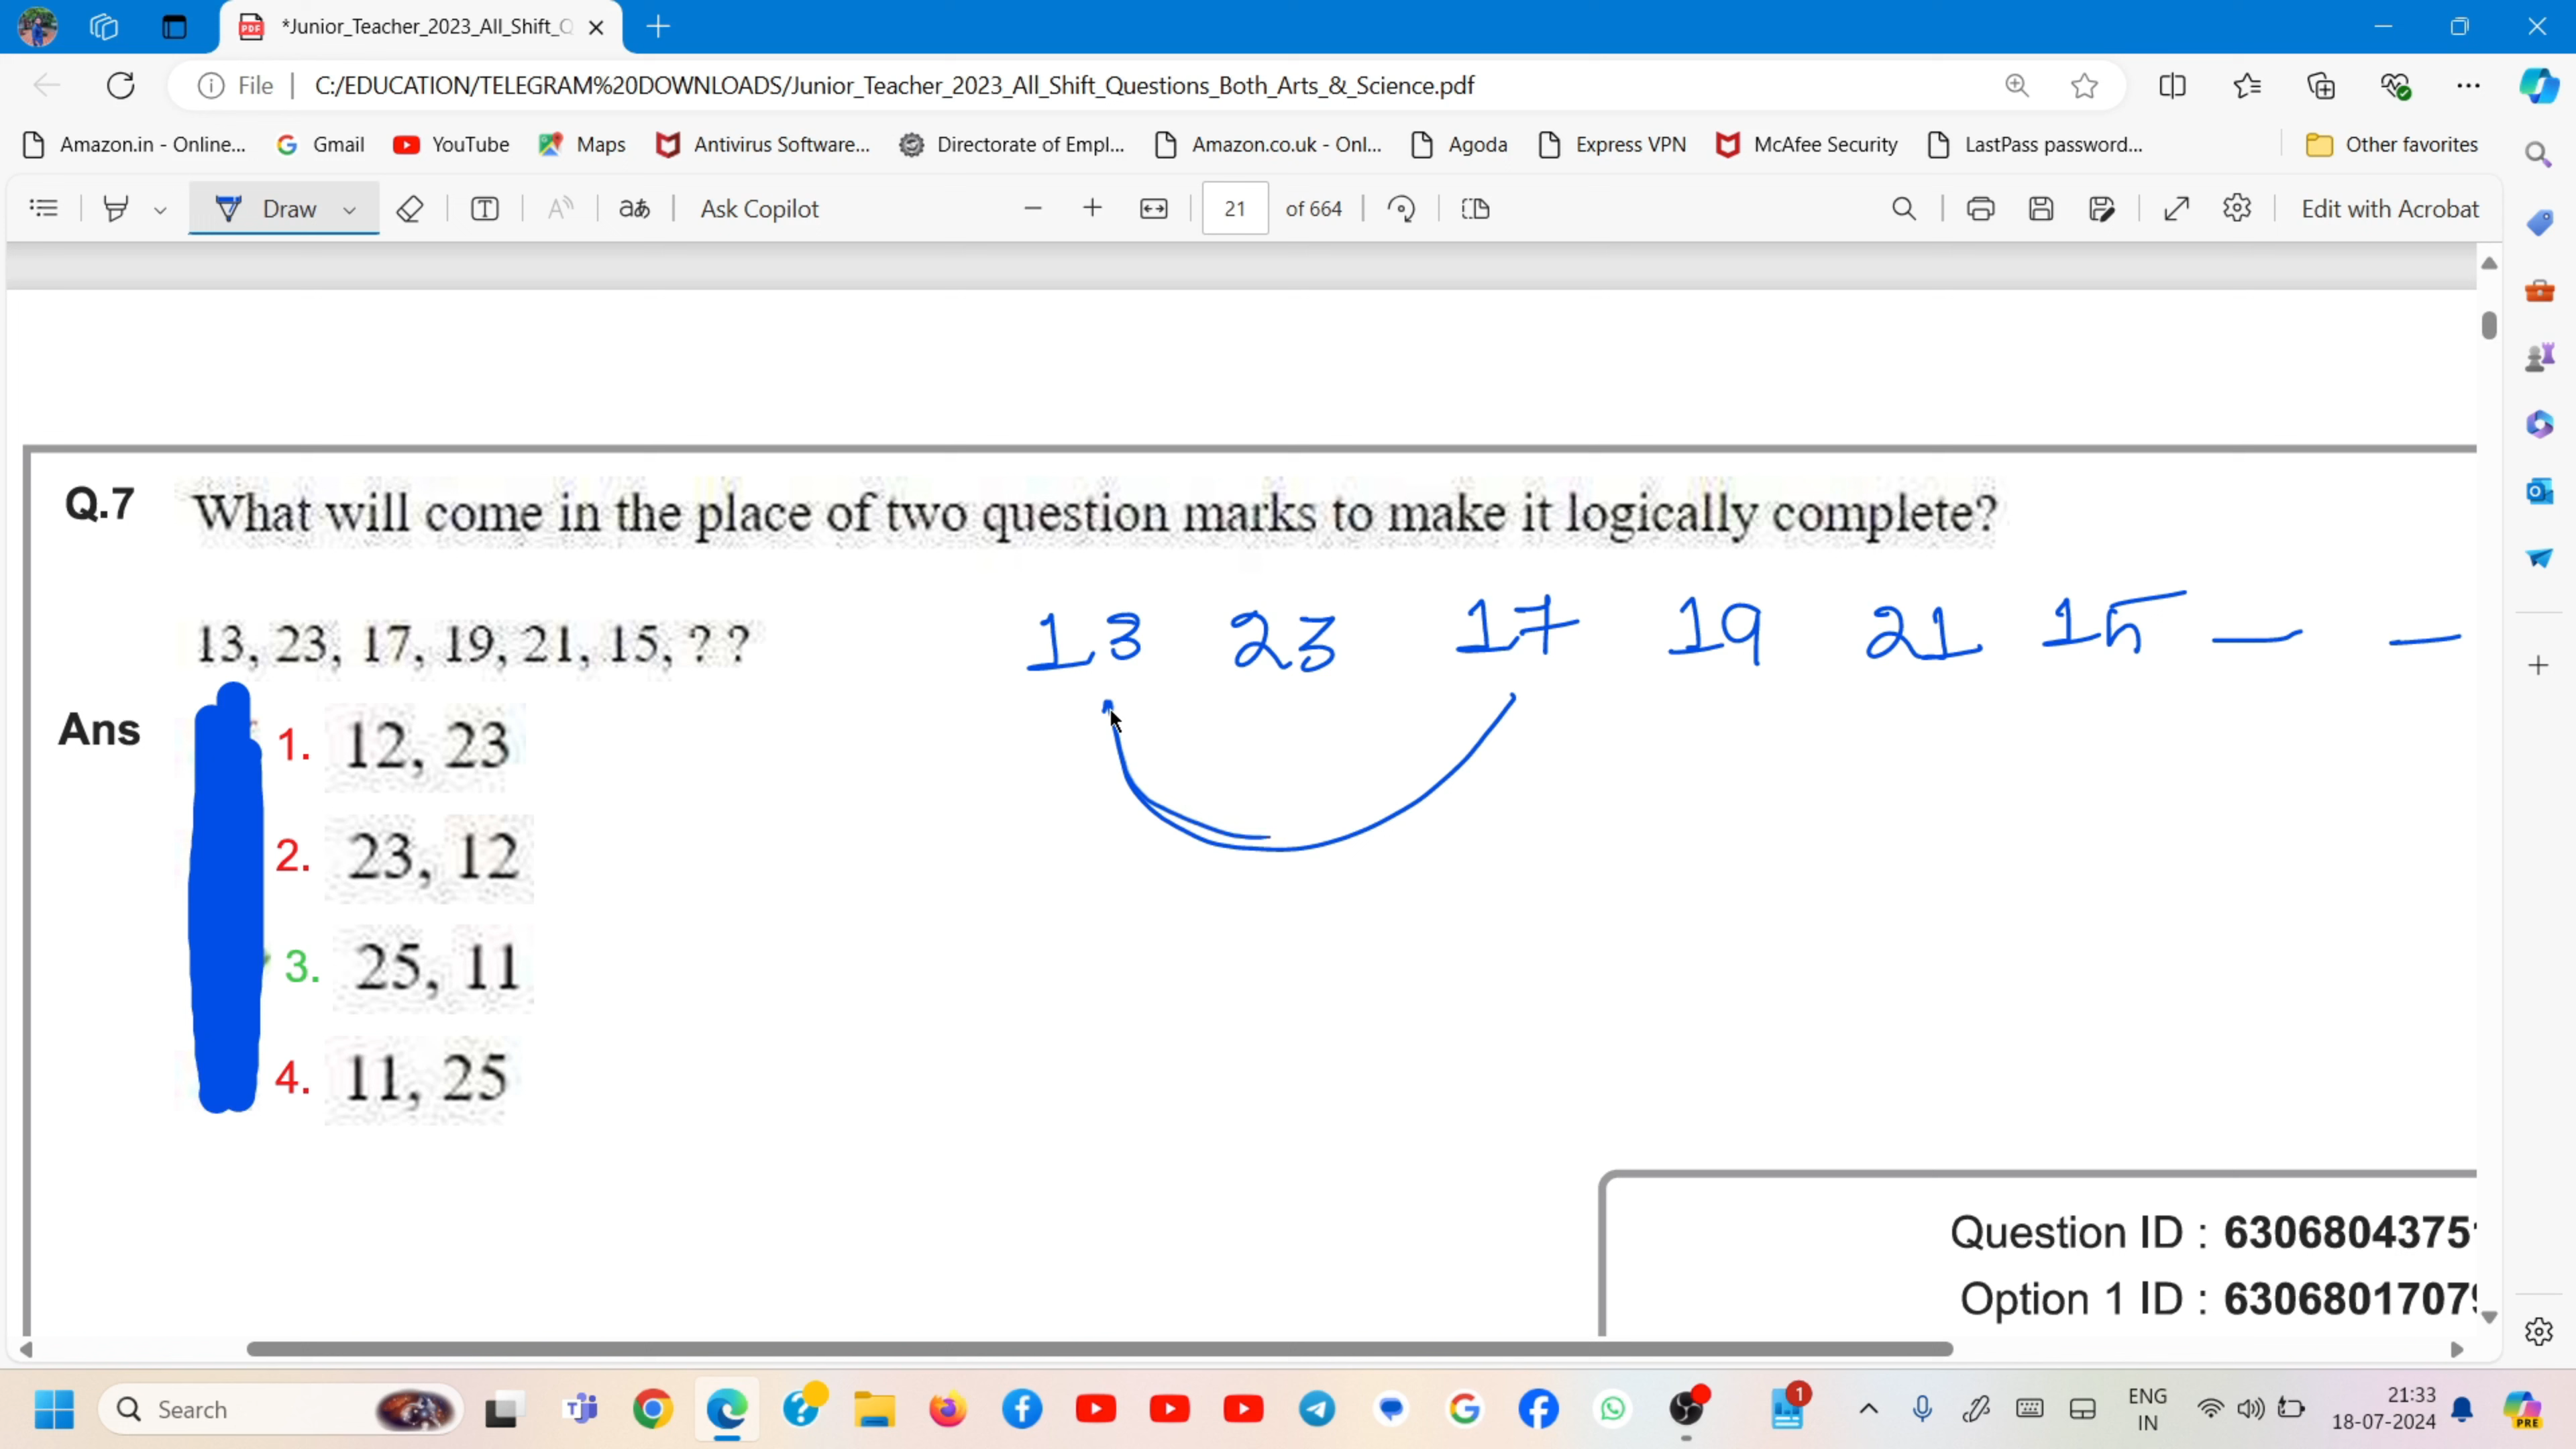 *Junior_Teacher_2023_All_Shift_Q
File
C:/EDUCATION/TELEGRAM%20DOWNLOADS/Junior_Teacher_2023_All_Shift_Questions_Both_Arts_&_Science.pdf
Amazon.in - Online... Gmail YouTube Maps Antivirus Software... Directorate of Empl... Amazon.co.uk - Onl... Agoda Express VPN McAfee Security LastPass password... Other favorites
Draw Ask Copilot 21 of 664 Edit with Acrobat
Q.7 What will come in the place of two question marks to make it logically complete?
13, 23, 17, 19, 21, 15, ? ?
13 23 17 19 21 15 — —
Ans
1. 12, 23
2. 23, 12
3. 25, 11
4. 11, 25
Question ID : 6306804375
Option 1 ID : 6306801707
Search
1
ENG
IN
21:33
18-07-2024
PRE